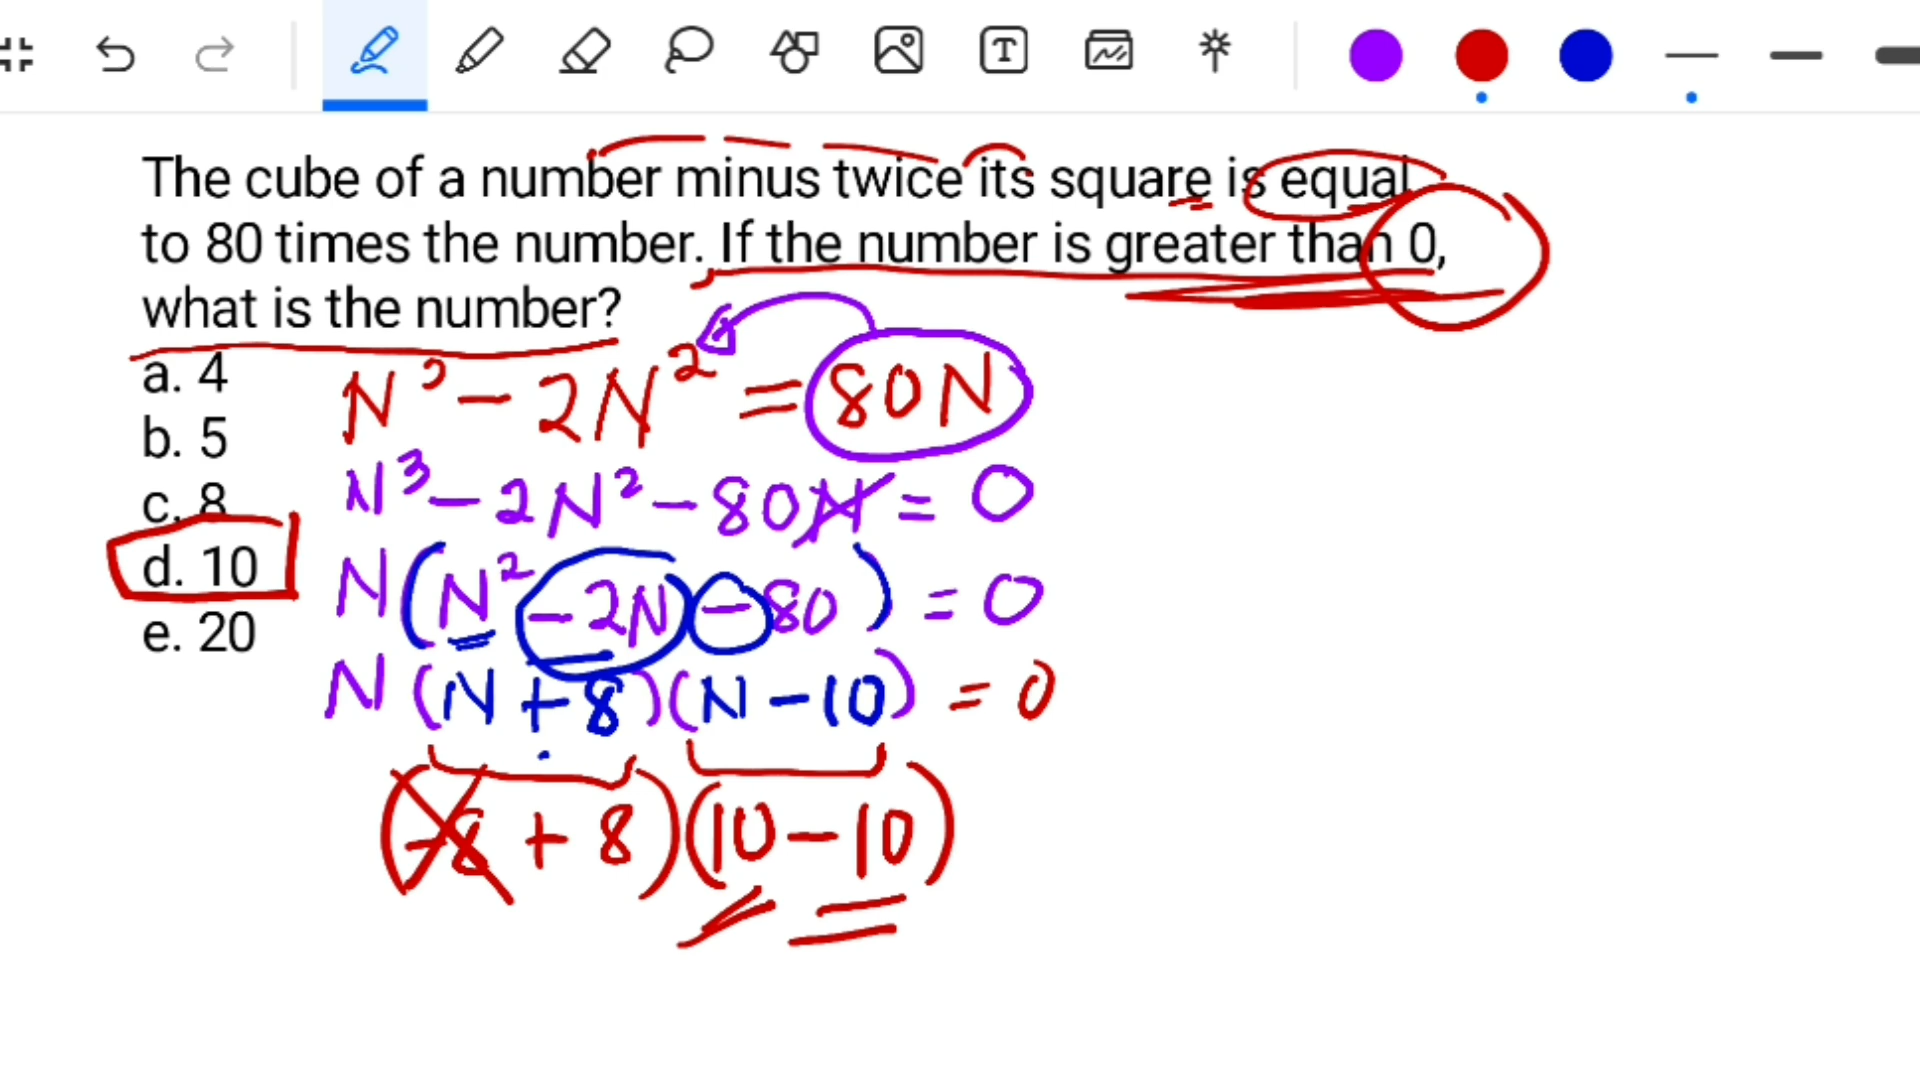 The cube of a number minus twice its square is equal
to 80 times the number. If the number is greater than 0,
what is the number?
a. 4
b. 5
c. 8
d. 10
e. 20
N³ - 2N² = 80N
N³ - 2N² - 80N = 0
N(N² - 2N - 80) = 0
N(N + 8)(N - 10) = 0
(-8 + 8)(10 - 10)